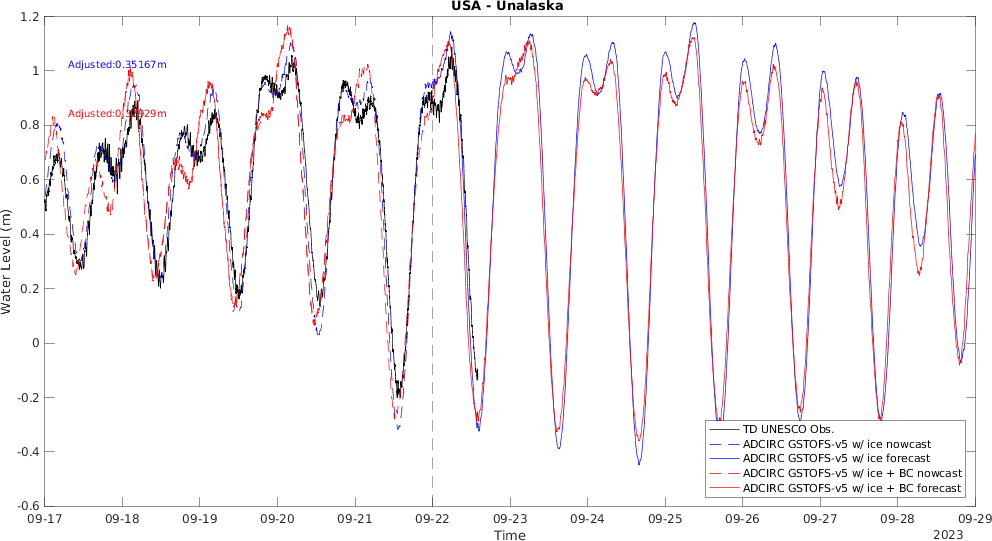 USA - Unalaska
1.2
1
0.8
0.6
0.4
0.2
0
-0.2
-0.4
-0.6
Water Level (m)
Adjusted:0.35167m
TD UNESCO Obs.
ADCIRC GSTOFS-v5 w/ ice nowcast
ADCIRC GSTOFS-v5 w/ ice forecast
ADCIRC GSTOFS-v5 w/ ice + BC nowcast
ADCIRC GSTOFS-v5 w/ ice + BC forecast
09-17 09-18 09-19 09-20 09-21 09-22 09-23 09-24 09-25 09-26 09-27 09-28 09-29
Time
2023